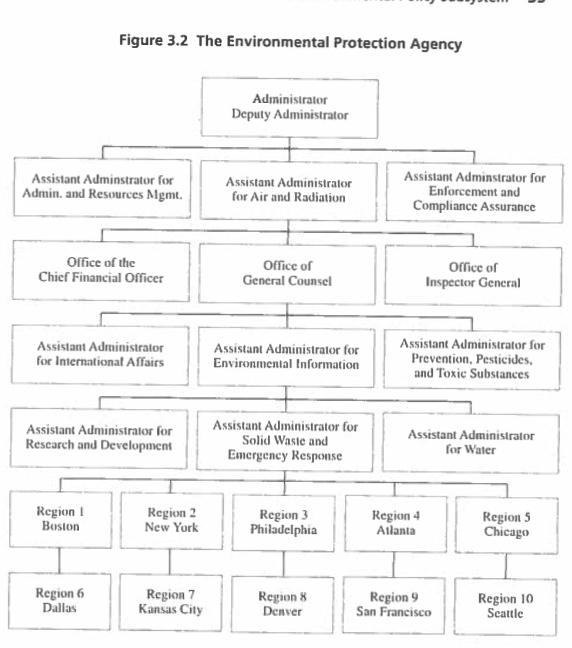 Figure 3.2 The Environmental Protection Agency
Administrator
Deputy Administrator
Assistant Adminstrator for
Admin. and Resources Mgmt.
Assistant Administrator
for Air and Radiation
Assistant Adminstrator for
Enforcement and
Compliance Assurance
Office of the
Chief Financial Officer
Office of
General Counsel
Office of
Inspector General
Assistant Administrator
for International Affairs
Assistant Administrator for
Environmental Information
Assistant Administrator for
Prevention, Pesticides,
and Toxic Substances
Assistant Administrator for
Research and Development
Assistant Administrator for
Solid Waste and
Emergency Response
Assistant Administrator
for Water
Region 1
Boston
Region 2
New York
Region 3
Philadelphia
Region 4
Atlanta
Region 5
Chicago
Region 6
Dallas
Region 7
Kansas City
Region 8
Denver
Region 9
San Francisco
Region 10
Seattle